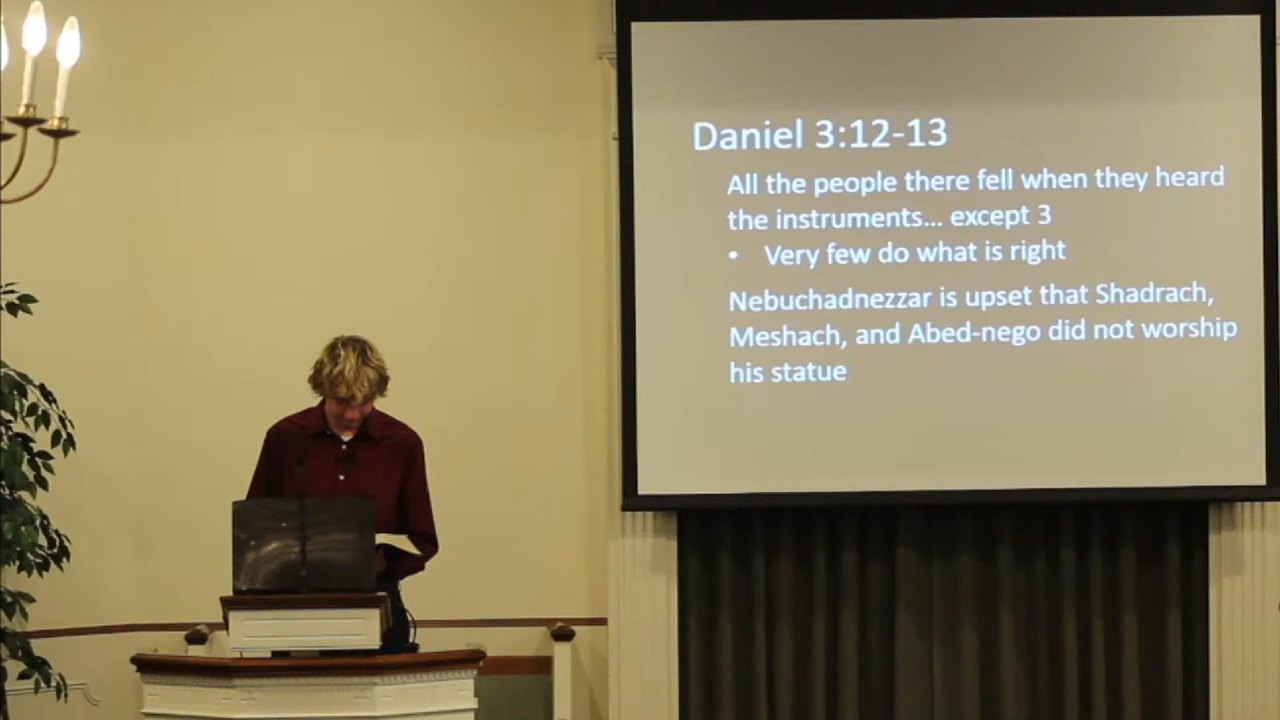 Daniel 3:12-13
All the people there fell when they heard
the instruments... except 3
• Very few do what is right
Nebuchadnezzar is upset that Shadrach,
Meshach, and Abed-nego did not worship
his statue